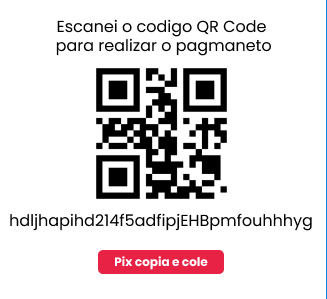 Escanei o codigo QR Code
para realizar o pagmaneto
hdljhapihd214f5adfipjEHBpmfouhhhyg
Pix copia e cole